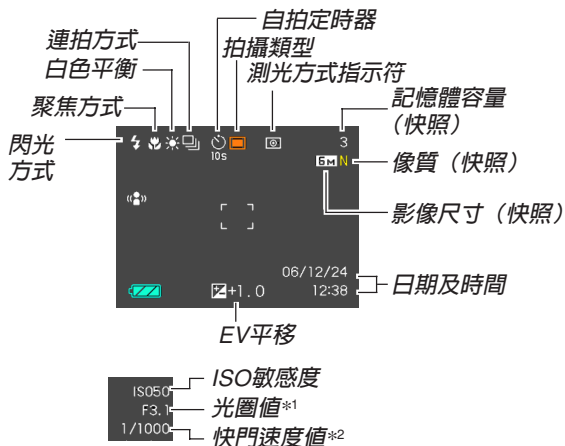 自拍定時器
連拍方式
拍攝類型
白色平衡
測光方式指示符
聚焦方式
記憶體容量
（快照）
閃光
方式
10s
3
6M N
像質（快照）
影像尺寸（快照）
06/12/24
12:38
日期及時間
+1.0
EV平移
ISO50
ISO敏感度
F3.1
光圈值*1
1/1000
快門速度值*2